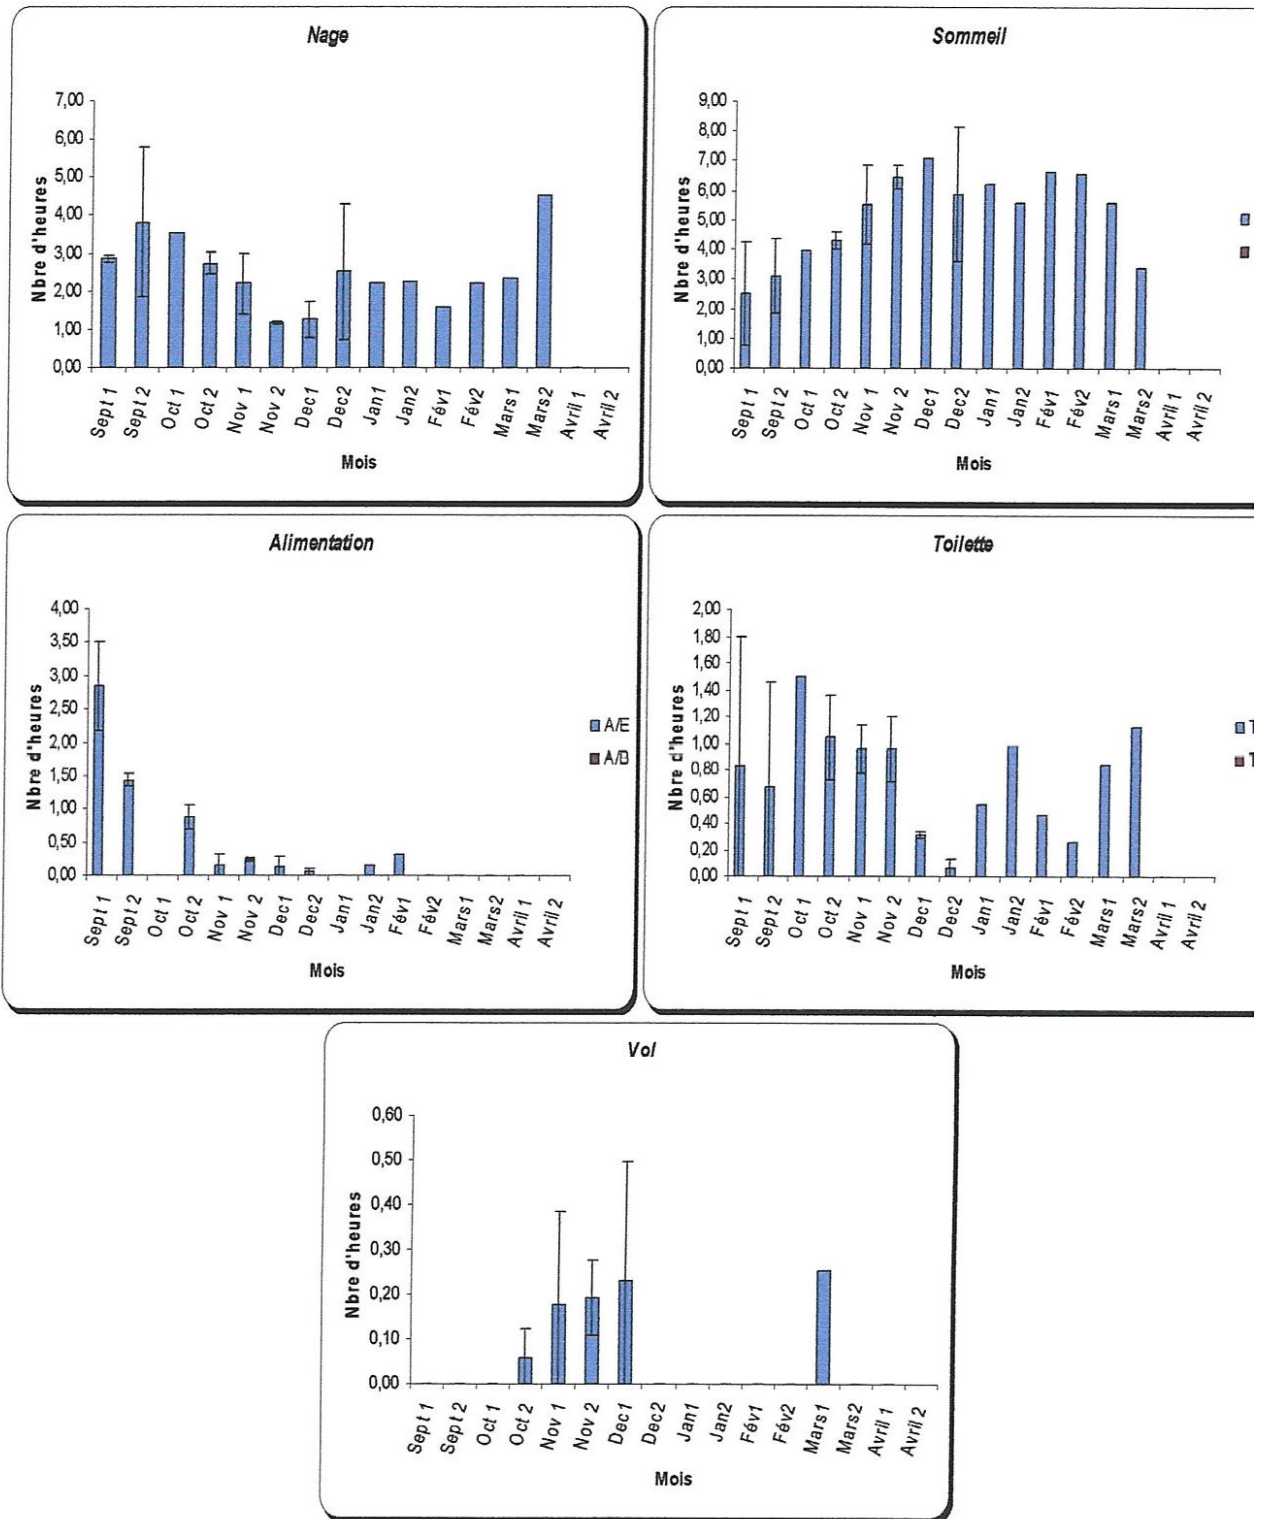 Nage
Nbre d'heures
7,00
6,00
5,00
4,00
3,00
2,00
1,00
0,00
Sept 1
Sept 2
Oct 1
Oct 2
Nov 1
Nov 2
Dec1
Dec2
Jan1
Jan2
Fév1
Fév2
Mars1
Mars2
Avril 1
Avril 2
Mois
Sommeil
Nbre d'heures
9,00
8,00
7,00
6,00
5,00
4,00
3,00
2,00
1,00
0,00
Sept 1
Sept 2
Oct 1
Oct 2
Nov 1
Nov 2
Dec1
Dec2
Jan1
Jan2
Fév1
Fév2
Mars1
Mars2
Avril 1
Avril 2
Mois
Alimentation
Nbre d'heures
4,00
3,50
3,00
2,50
2,00
1,50
1,00
0,50
0,00
Sept 1
Sept 2
Oct 1
Oct 2
Nov 1
Nov 2
Dec1
Dec2
Jan1
Jan2
Fév1
Fév2
Mars1
Mars2
Avril 1
Avril 2
Mois
A/E
A/B
Toilette
Nbre d'heures
2,00
1,80
1,60
1,40
1,20
1,00
0,80
0,60
0,40
0,20
0,00
Sept 1
Sept 2
Oct 1
Oct 2
Nov 1
Nov 2
Dec1
Dec2
Jan1
Jan2
Fév1
Fév2
Mars1
Mars2
Avril 1
Avril 2
Mois
T
T
Vol
Nbre d'heures
0,60
0,50
0,40
0,30
0,20
0,10
0,00
Sept 1
Sept 2
Oct 1
Oct 2
Nov 1
Nov 2
Dec1
Dec2
Jan1
Jan2
Fév1
Fév2
Mars1
Mars2
Avril 1
Avril 2
Mois